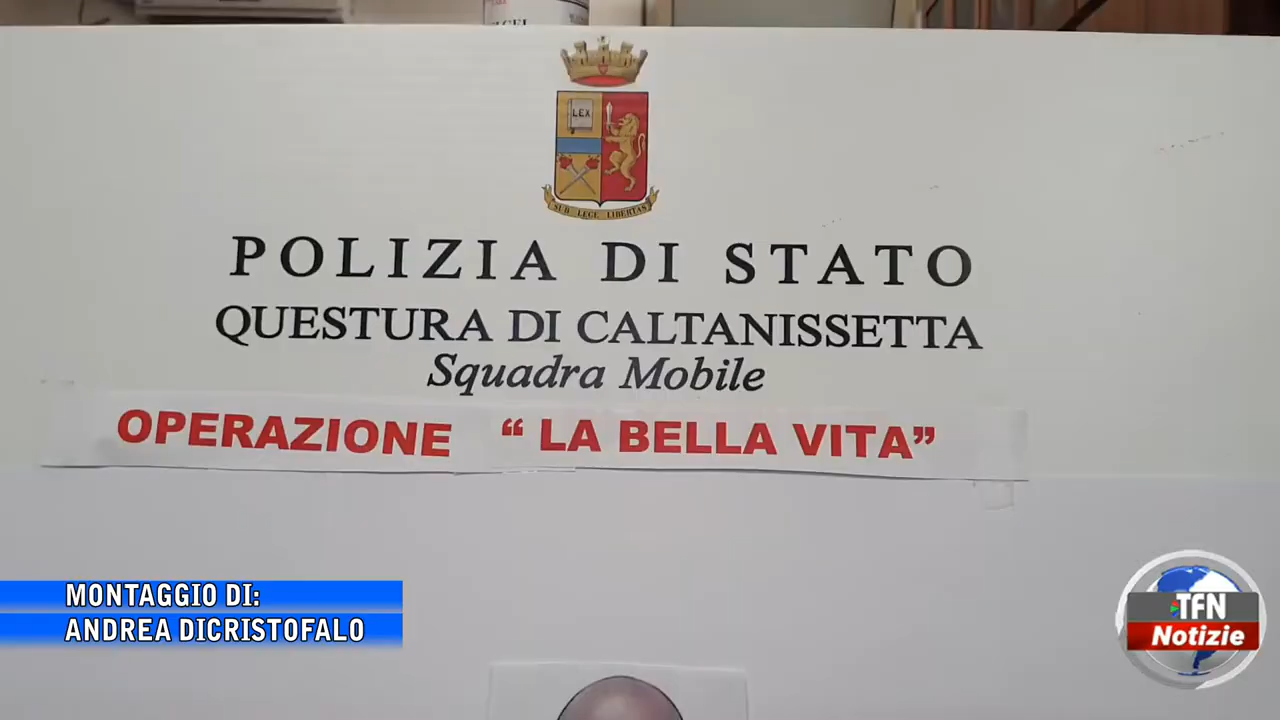 LEX
SUB LEGE LIBERTAS
POLIZIA DI STATO
QUESTURA DI CALTANISSETTA
Squadra Mobile
OPERAZIONE “ LA BELLA VITA”
MONTAGGIO DI:
ANDREA DICRISTOFALO
TFN
Notizie